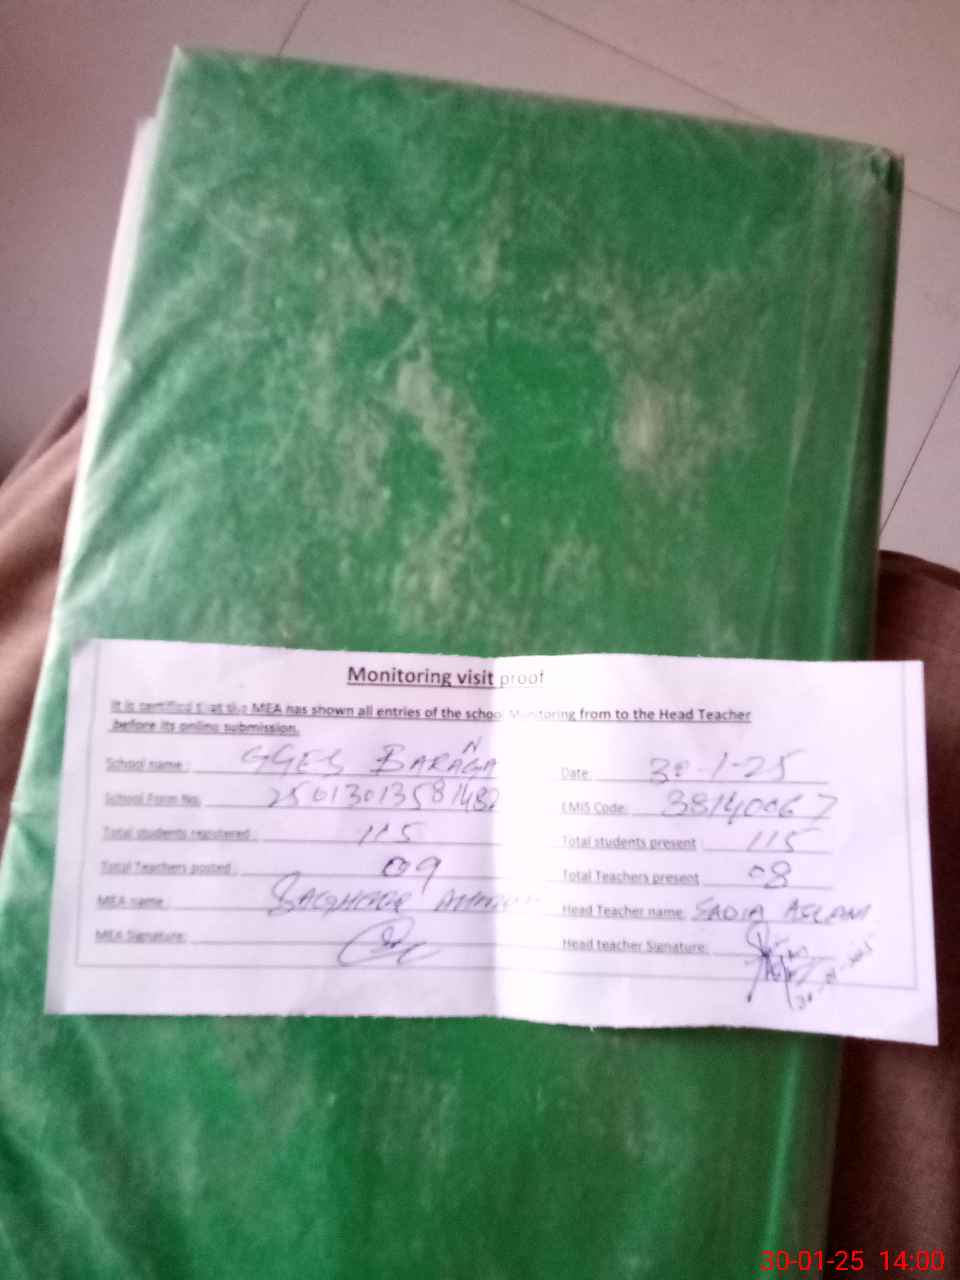 Monitoring visit proof
It is certified that the MEA has shown all entries of the school Monitoring from to the Head Teacher
before its online submission.
School name : GGES BARAGAN
Date: 30-1-25
School Form No.
EMIS Code: 38140067
Total students registered : 115
Total students present 115
Total Teachers posted : 09
Total Teachers present 08
MEA name :
Head Teacher name: SADIA ASLAM
MEA Signature:
Head teacher Signature:
30-01-25 14:00